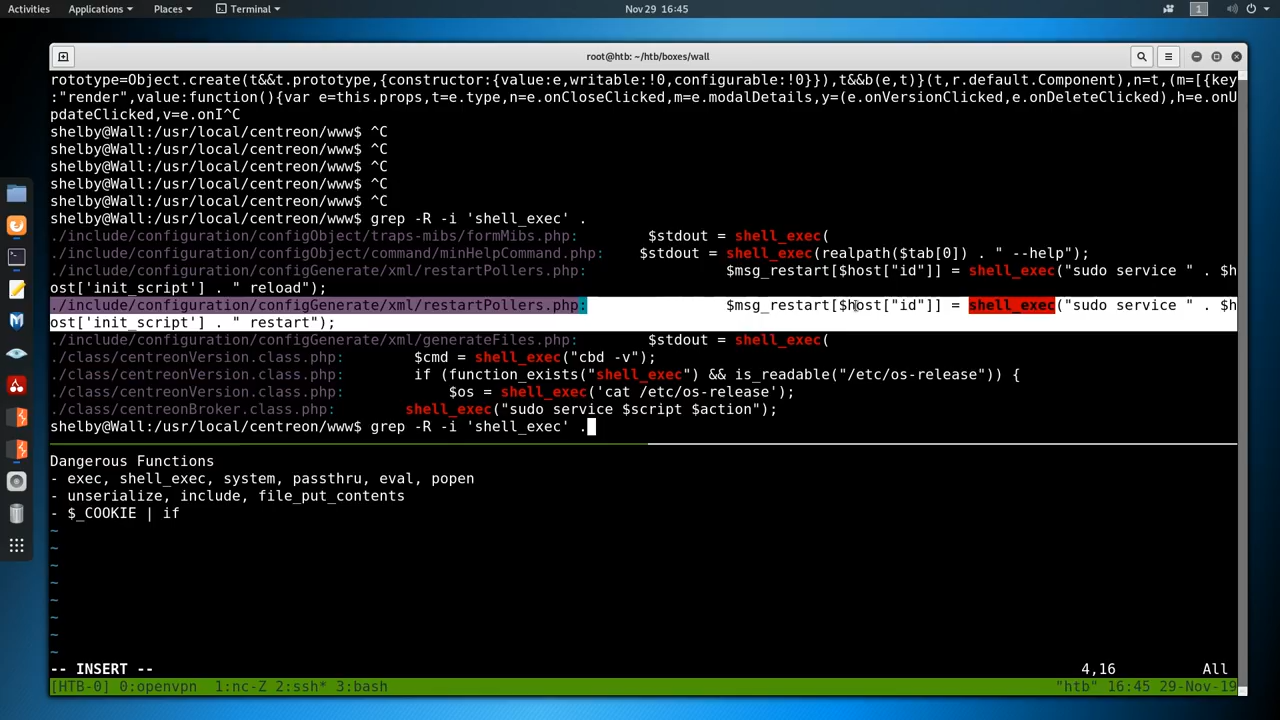 Activities Applications Places Terminal Nov 29 16:45 1
root@htb: ~/htb/boxes/wall
rototype=Object.create(t&&t.prototype,{constructor:{value:e,writable:!0,configurable:!0}}),t&&b(e,t)}(t,r.default.Component),n=t,(m=[{key
:"render",value:function(){var e=this.props,t=e.type,n=e.onCloseClicked,m=e.modalDetails,y=(e.onVersionClicked,e.onDeleteClicked),h=e.onU
pdateClicked,v=e.onI^C
shelby@Wall:/usr/local/centreon/www$ ^C
shelby@Wall:/usr/local/centreon/www$ ^C
shelby@Wall:/usr/local/centreon/www$ ^C
shelby@Wall:/usr/local/centreon/www$ ^C
shelby@Wall:/usr/local/centreon/www$ ^C
shelby@Wall:/usr/local/centreon/www$ grep -R -i 'shell_exec' .
./include/configuration/configObject/traps-mibs/formMibs.php:        $stdout = shell_exec(
./include/configuration/configObject/command/minHelpCommand.php:    $stdout = shell_exec(realpath($tab[0]) . " --help");
./include/configuration/configGenerate/xml/restartPollers.php:                $msg_restart[$host["id"]] = shell_exec("sudo service " . $h
ost['init_script'] . " reload");
./include/configuration/configGenerate/xml/restartPollers.php:                $msg_restart[$host["id"]] = shell_exec("sudo service " . $h
ost['init_script'] . " restart");
./include/configuration/configGenerate/xml/generateFiles.php:        $stdout = shell_exec(
./class/centreonVersion.class.php:        $cmd = shell_exec("cbd -v");
./class/centreonVersion.class.php:        if (function_exists("shell_exec") && is_readable("/etc/os-release")) {
./class/centreonVersion.class.php:            $os = shell_exec('cat /etc/os-release');
./class/centreonBroker.class.php:        shell_exec("sudo service $script $action");
shelby@Wall:/usr/local/centreon/www$ grep -R -i 'shell_exec' .
Dangerous Functions
- exec, shell_exec, system, passthru, eval, popen
- unserialize, include, file_put_contents
- $_COOKIE | if
~
~
~
~
~
~
~
~
-- INSERT -- 4,16 All
[HTB-0] 0:openvpn 1:nc-Z 2:ssh* 3:bash "htb" 16:45 29-Nov-19